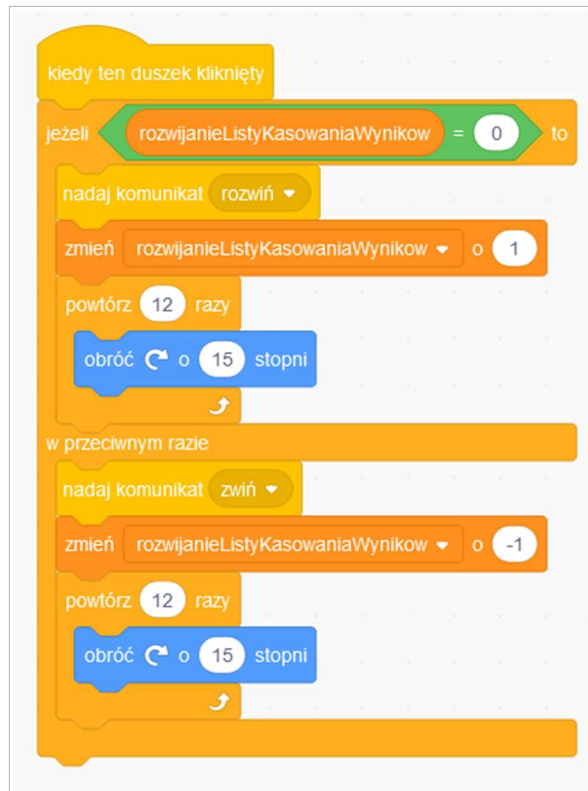 kiedy ten duszek kliknięty
jeżeli rozwijanieListyKasowaniaWynikow = 0 to
nadaj komunikat rozwiń
zmień rozwijanieListyKasowaniaWynikow o 1
powtórz 12 razy
obróć o 15 stopni
w przeciwnym razie
nadaj komunikat zwiń
zmień rozwijanieListyKasowaniaWynikow o -1
powtórz 12 razy
obróć o 15 stopni